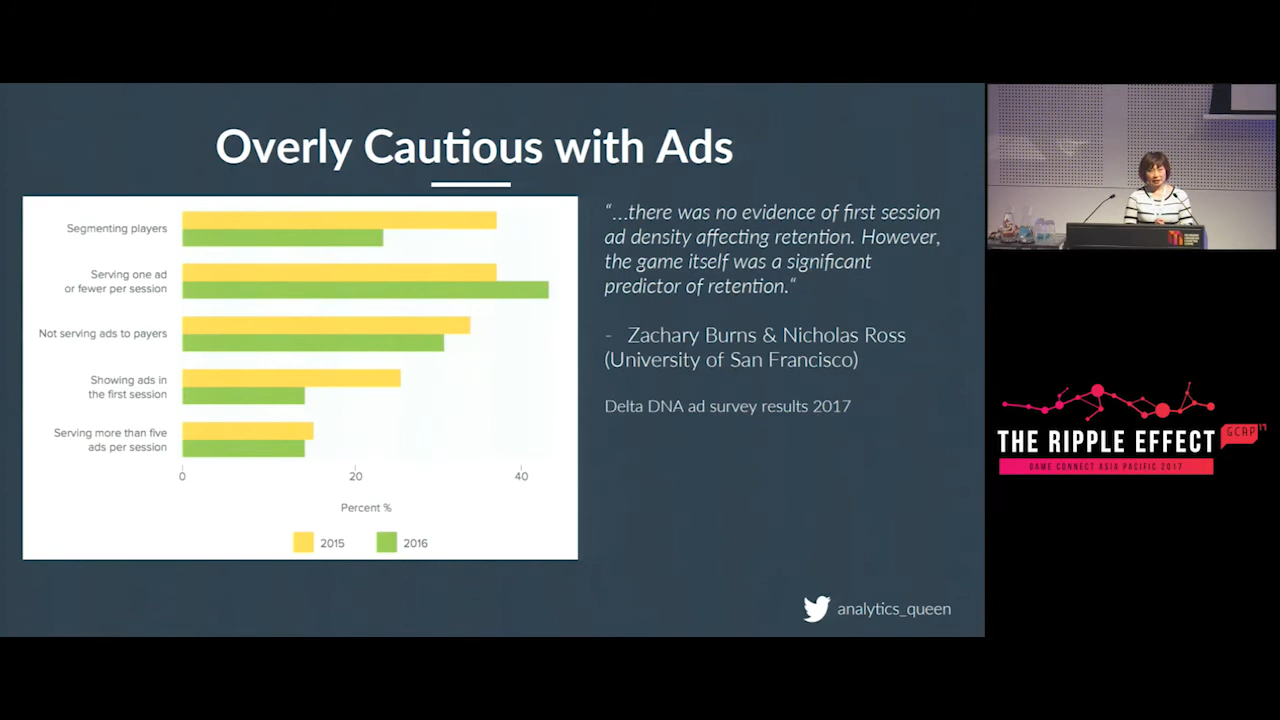 Overly Cautious with Ads
Segmenting players
Serving one ad
or fewer per session
Not serving ads to payers
Showing ads in
the first session
Serving more than five
ads per session
0
20
40
Percent %
2015
2016
“...there was no evidence of first session
ad density affecting retention. However,
the game itself was a significant
predictor of retention.“
- Zachary Burns & Nicholas Ross
(University of San Francisco)
Delta DNA ad survey results 2017
analytics_queen
THE RIPPLE EFFECT
GCAP 17
GAME CONNECT ASIA PACIFIC 2017